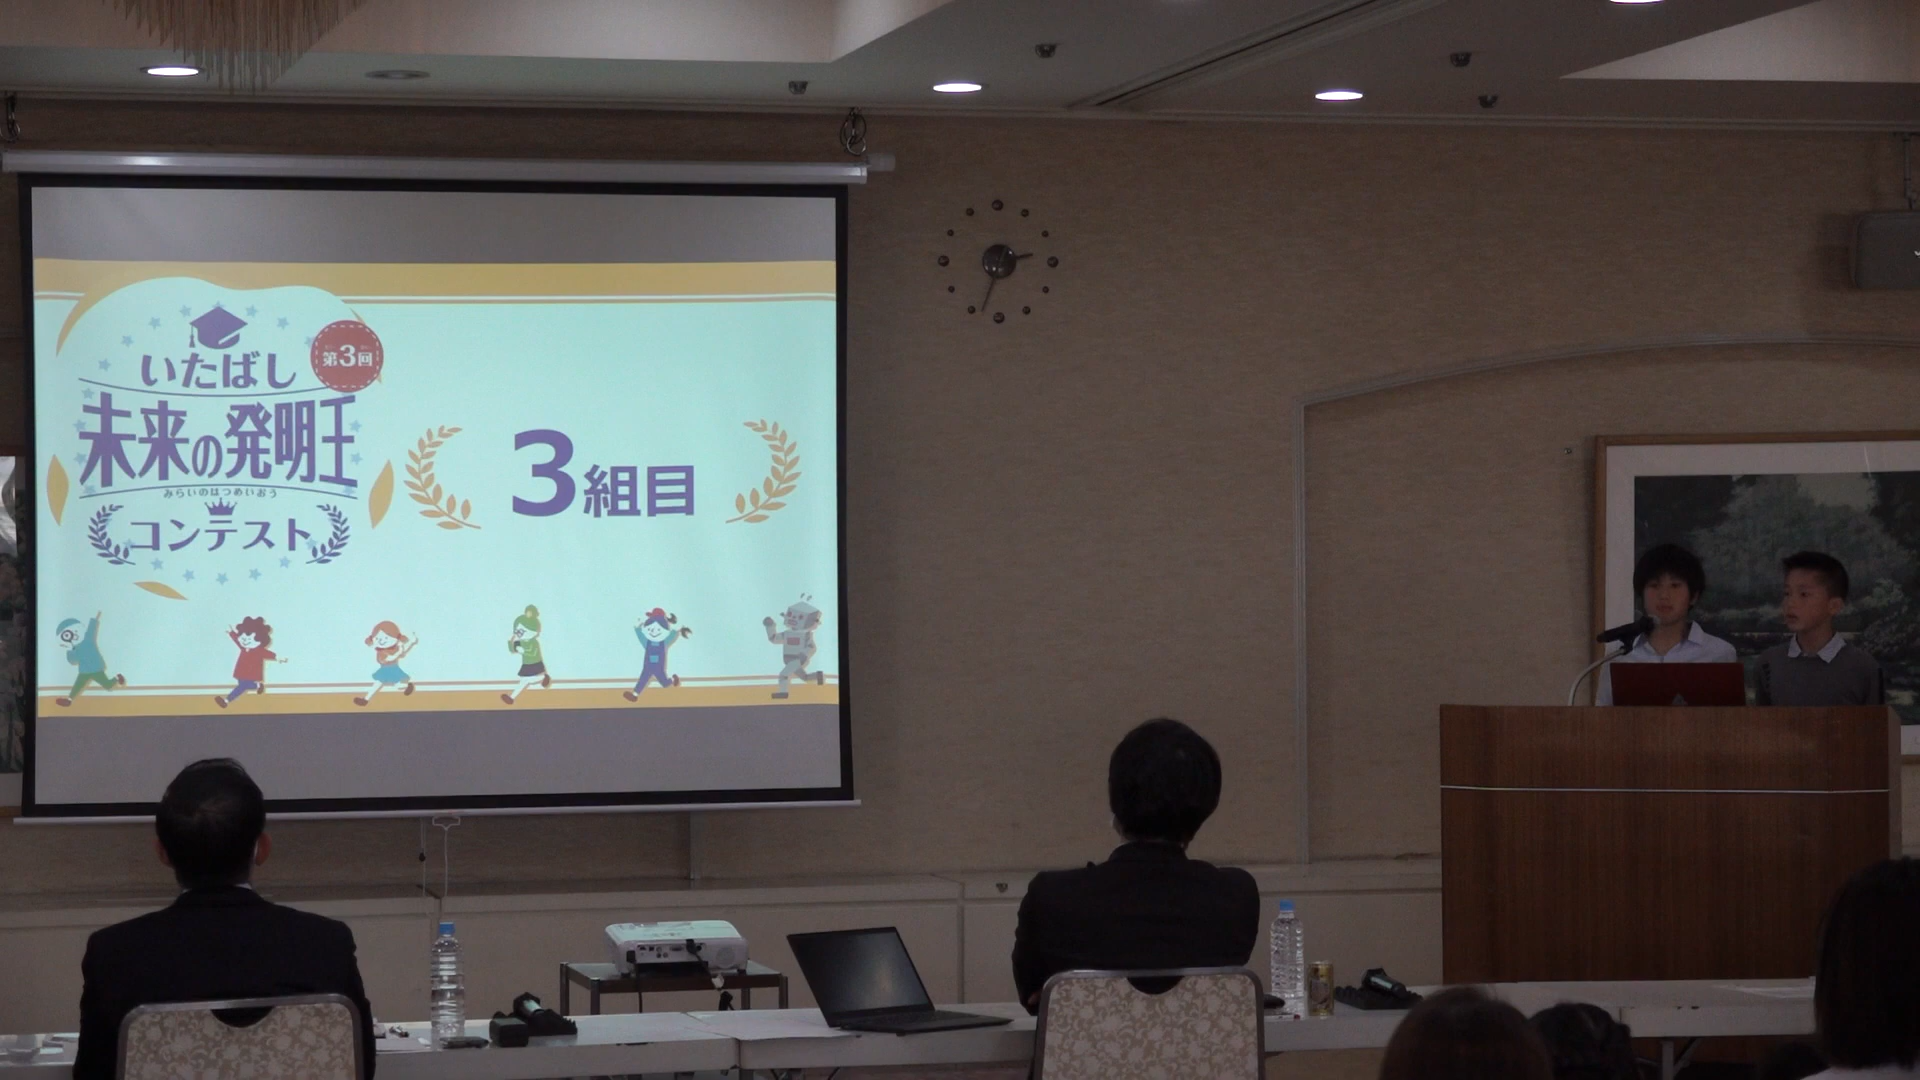 いたばし
第3回
未来の発明王
みらいのはつめいおう
コンテスト
3組目